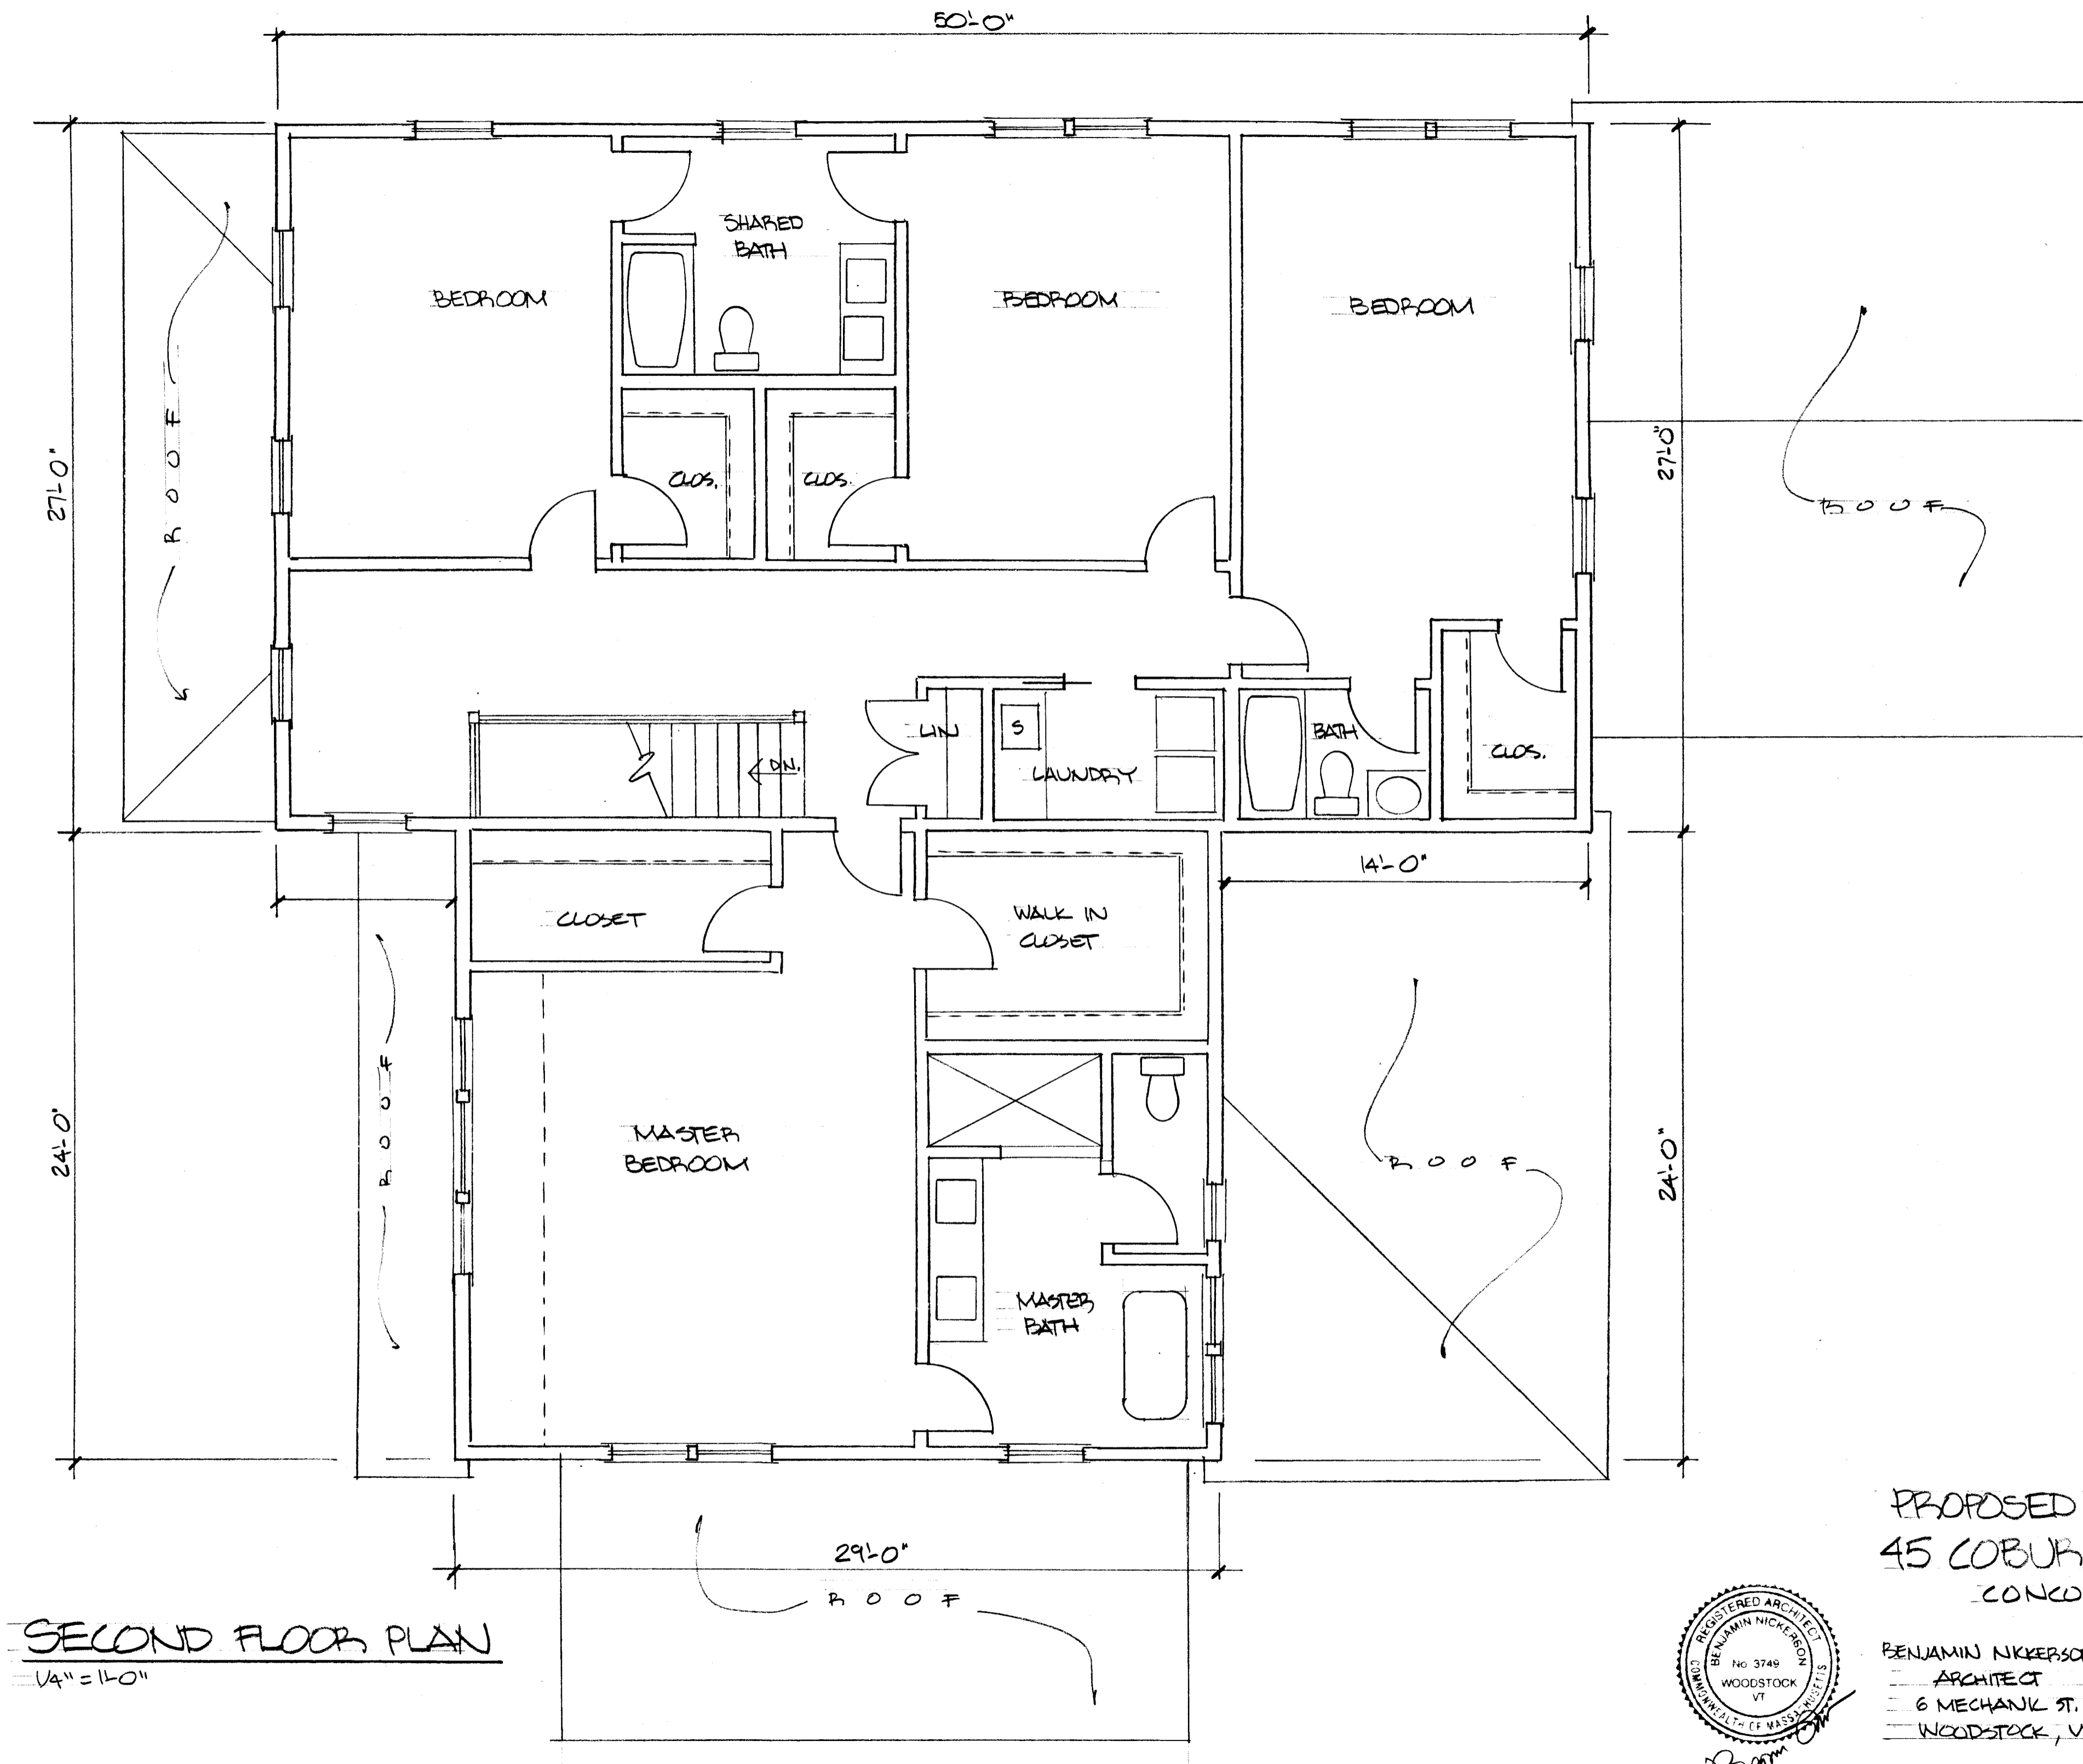 50'-0"
SHARED
BATH
BEDROOM
BEDROOM
BEDROOM
ROOF
27'-0"
27'-0"
ROOF
CLOS.
CLOS.
LIN
S
LAUNDRY
DN.
BATH
CLOS.
14'-0"
CLOSET
WALK IN
CLOSET
ROOF
24'-0"
MASTER
BEDROOM
ROOF
24'-0"
MASTER
BATH
29'-0"
ROOF
SECOND FLOOR PLAN
1/4" = 1'-0"
PROPOSED
45 COBUR
CONCO
REGISTERED ARCHITECT
BENJAMIN NICKERSON
No 3749
WOODSTOCK
VT
COMMONWEALTH OF MASSACHUSETTS
BENJAMIN NICKERSO
ARCHITECT
6 MECHANIC ST.
WOODSTOCK, V